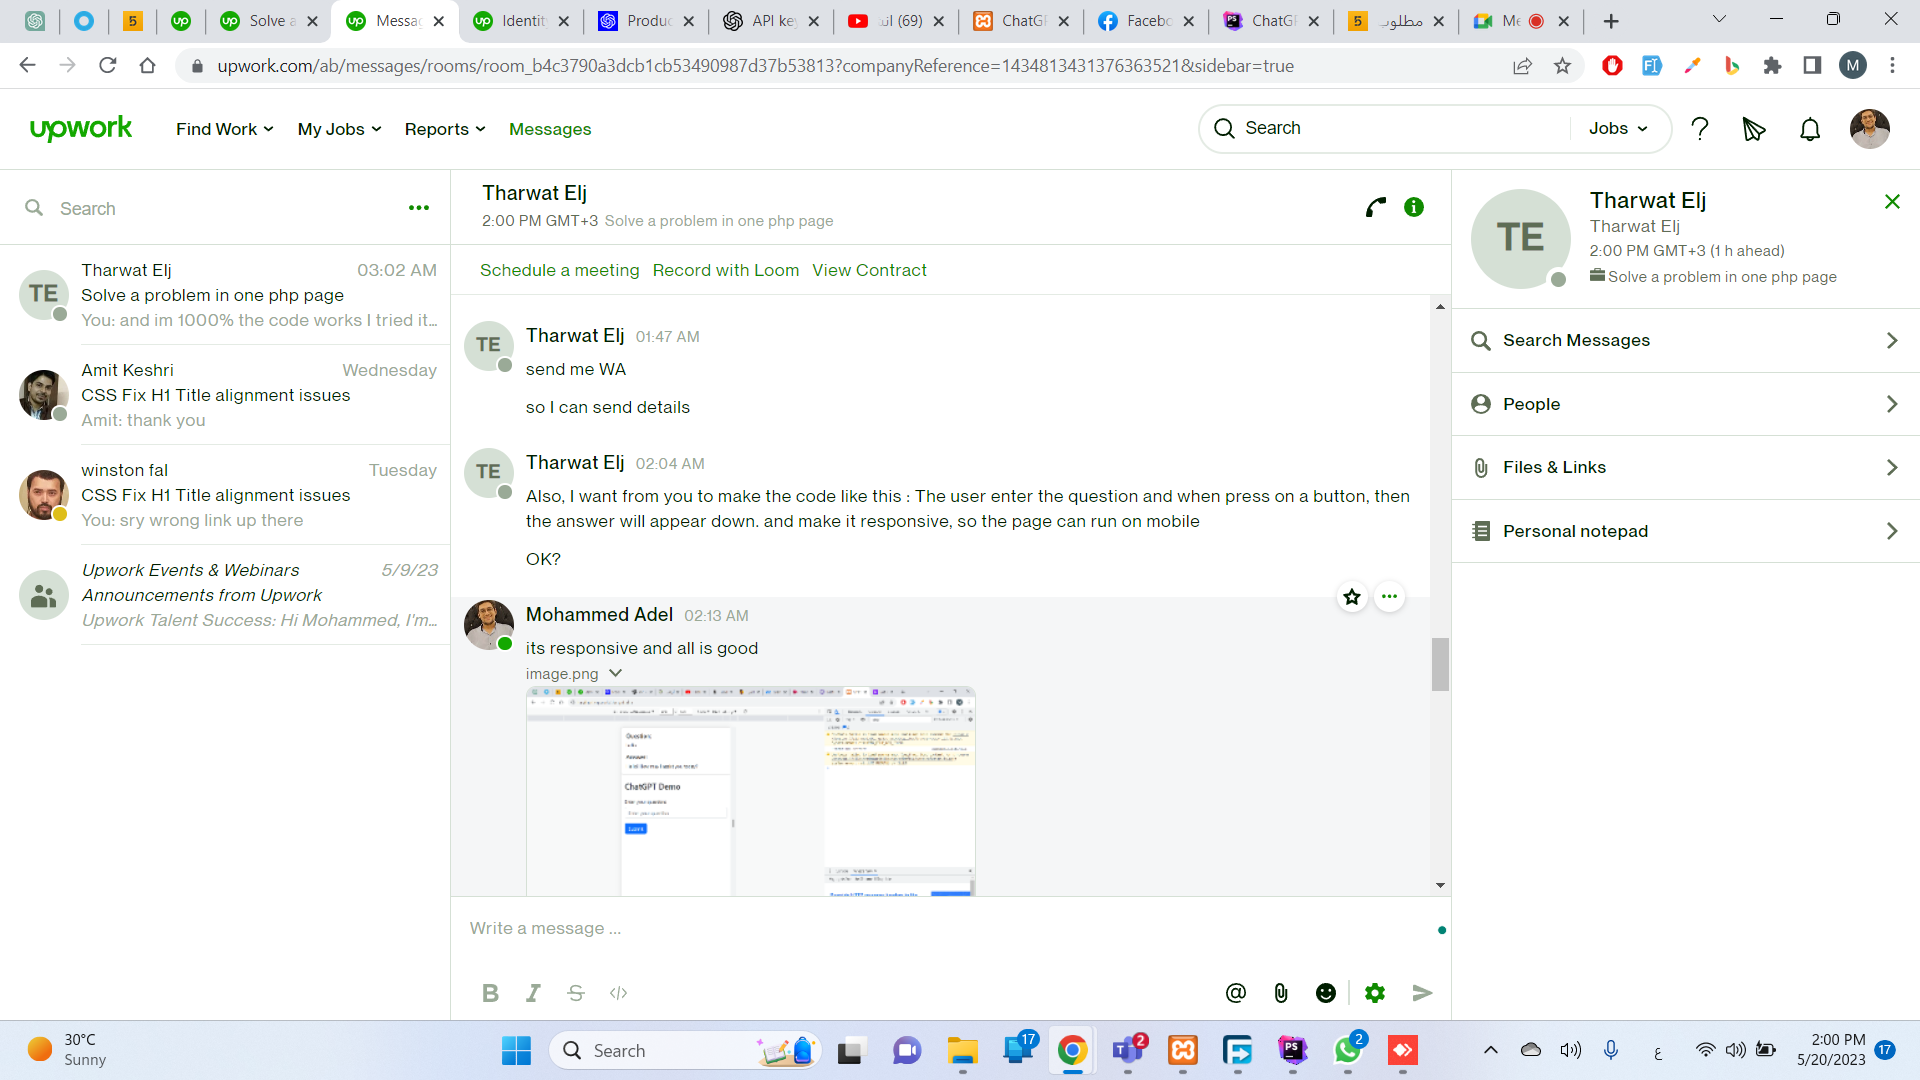 Solve a
Messag
Identit
Produc
API key
(69) انا
ChatGP
Facebo
ChatGP
مطلوب
Me
upwork.com/ab/messages/rooms/room_b4c3790a3dcb1cb53490987d37b53813?companyReference=1434813431376363521&sidebar=true
M
upwork
Find Work
My Jobs
Reports
Messages
Search
Jobs
Search
Tharwat Elj
03:02 AM
Solve a problem in one php page
You: and im 1000% the code works I tried it...
TE
Amit Keshri
Wednesday
CSS Fix H1 Title alignment issues
Amit: thank you
winston fal
Tuesday
CSS Fix H1 Title alignment issues
You: sry wrong link up there
Upwork Events & Webinars
5/9/23
Announcements from Upwork
Upwork Talent Success: Hi Mohammed, I'm...
Tharwat Elj
2:00 PM GMT+3 Solve a problem in one php page
Schedule a meeting
Record with Loom
View Contract
TE
Tharwat Elj 01:47 AM
send me WA
so I can send details
TE
Tharwat Elj 02:04 AM
Also, I want from you to make the code like this : The user enter the question and when press on a button, then
the answer will appear down. and make it responsive, so the page can run on mobile
OK?
Mohammed Adel 02:13 AM
its responsive and all is good
image.png
Question:
Answer:
ChatGPT Demo
Enter your question
Enter your question
Submit
Write a message ...
TE
Tharwat Elj
Tharwat Elj
2:00 PM GMT+3 (1 h ahead)
Solve a problem in one php page
Search Messages
People
Files & Links
Personal notepad
30°C
Sunny
Search
17
2
2
ع
2:00 PM
5/20/2023
17